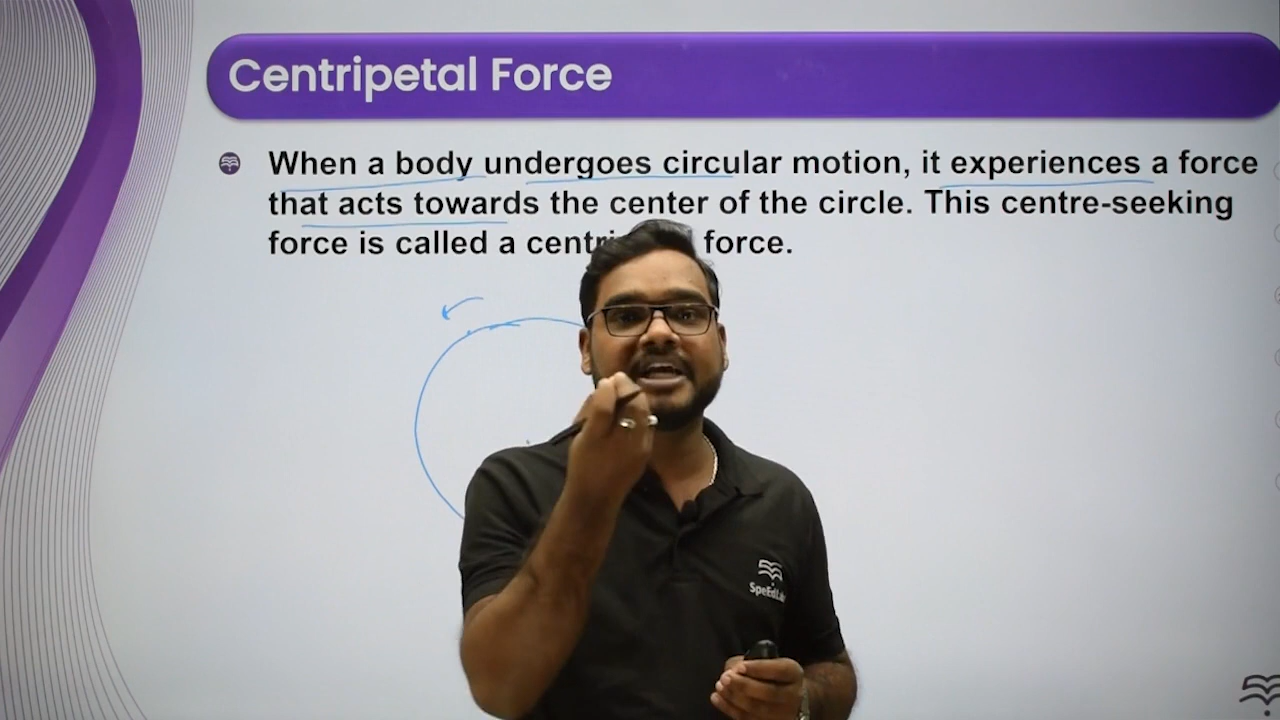 Centripetal Force
When a body undergoes circular motion, it experiences a force
that acts towards the center of the circle. This centre-seeking
force is called a force.